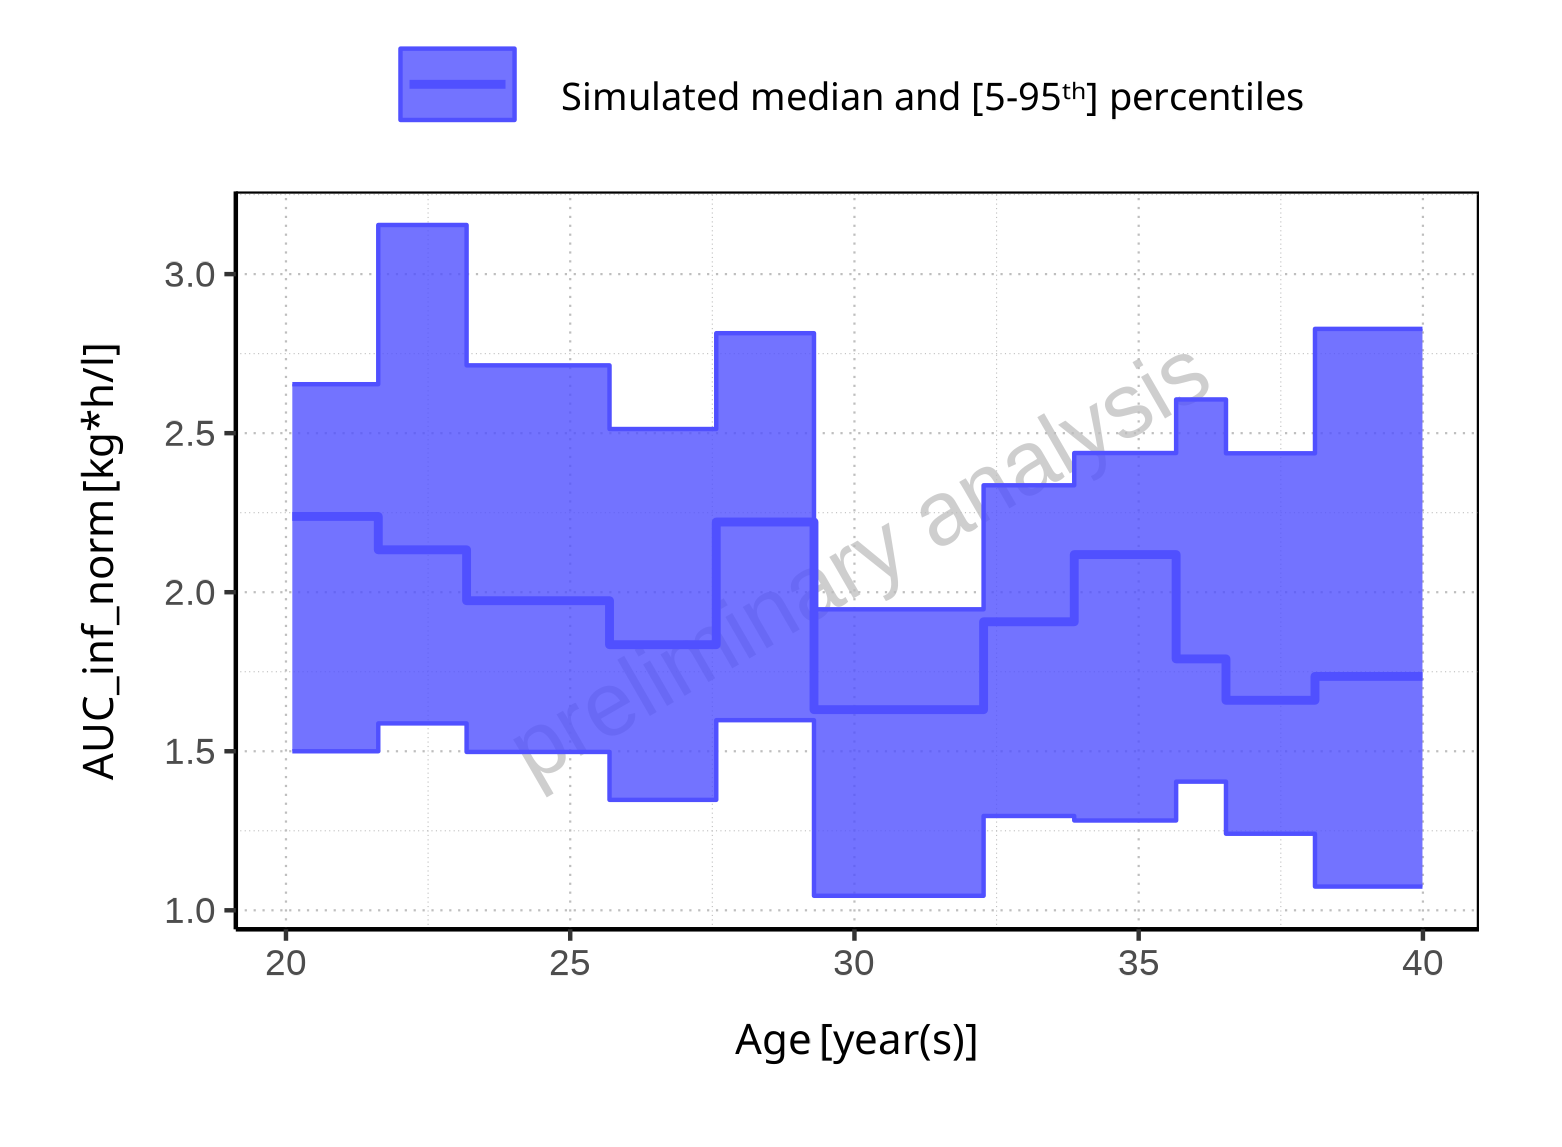 Simulated median and [5-95ᵗʰ] percentiles
AUC_inf_norm [kg*h/l]
3.0
2.5
2.0
1.5
1.0
preliminary analysis
20 25 30 35 40
Age [year(s)]